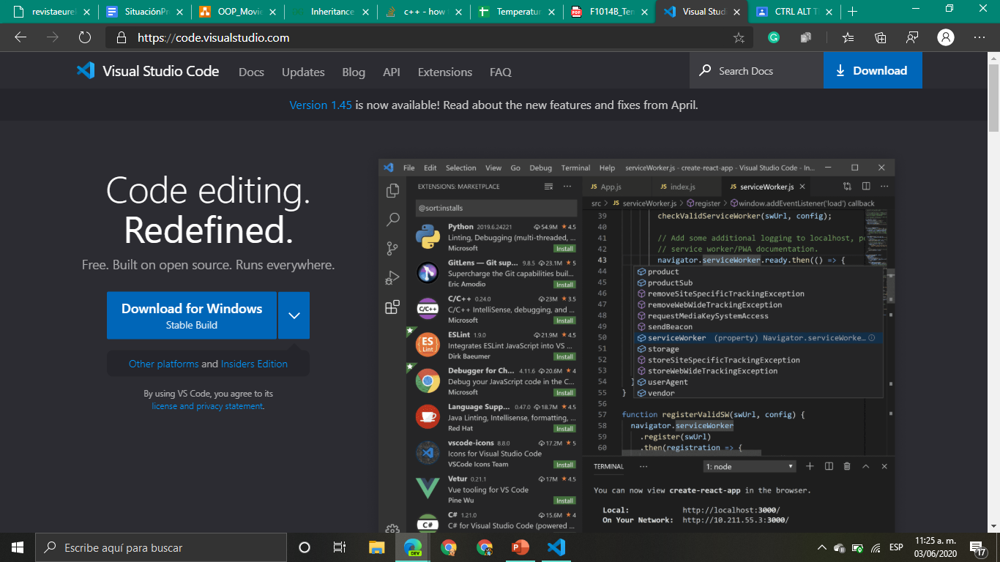 revistaeurel
SituaciónPr
OOP_Movie
Inheritance
c++ - how
Temperatur
F1014B_Ten
Visual Stud
CTRL ALT T
https://code.visualstudio.com
Visual Studio Code
Docs
Updates
Blog
API
Extensions
FAQ
Search Docs
Download
Version 1.45 is now available! Read about the new features and fixes from April.
Code editing.
Redefined.
Free. Built on open source. Runs everywhere.
Download for Windows
Stable Build
Other platforms and Insiders Edition
By using VS Code, you agree to its
license and privacy statement.
File Edit Selection View Go Debug Terminal Help serviceWorker.js - create-react-app - Visual Studio Code - In...
EXTENSIONS: MARKETPLACE
@sort:installs
Python 2019.6.24221 54.9M ★ 4.5
Linting, Debugging (multi-threaded, ...
Microsoft Install
GitLens — Git sup... 9.8.5 23.1M ★ 5
Supercharge the Git capabilities buil...
Eric Amodio Install
C/C++ 0.24.0 23M ★ 3.5
C/C++ IntelliSense, debugging, and ...
Microsoft Install
ESLint 1.9.0 21.9M ★ 4.5
Integrates ESLint JavaScript into VS ...
Dirk Baeumer Install
Debugger for Ch... 4.11.6 20.6M ★ 4
Debug your JavaScript code in the C...
Microsoft Install
Language Supp... 0.47.0 18.7M ★ 4.5
Java Linting, Intellisense, formatting, ...
Red Hat Install
vscode-icons 8.8.0 17.2M ★ 5
Icons for Visual Studio Code
VSCode Icons Team Install
Vetur 0.21.1 17M ★ 4.5
Vue tooling for VS Code
Pine Wu Install
C# 1.21.0 15.6M ★ 4
C# for Visual Studio Code (powered ...
JS App.js
JS index.js
JS serviceWorker.js
src > JS serviceWorker.js > register > window.addEventListener('load') callback
39 checkValidServiceWorker(swUrl, config);
40
41 // Add some additional logging to localhost, p
42 // service worker/PWA documentation.
43 navigator.serviceWorker.ready.then(() => {
44 product
45 productSub
46 removeSiteSpecificTrackingException
47 removeWebWideTrackingException
48 requestMediaKeySystemAccess
49 sendBeacon
50 serviceWorker (property) Navigator.serviceWorke...
51 storage
52 storeSiteSpecificTrackingException
53 storeWebWideTrackingException
54 } userAgent
55 } vendor
56
57 function registerValidSW(swUrl, config) {
58 navigator.serviceWorker
59 .register(swUrl)
60 .then(registration => {
TERMINAL ... 1: node
You can now view create-react-app in the browser.
Local: http://localhost:3000/
On Your Network: http://10.211.55.3:3000/
Escribe aquí para buscar
DEV
ESP
11:25 a. m.
03/06/2020
17